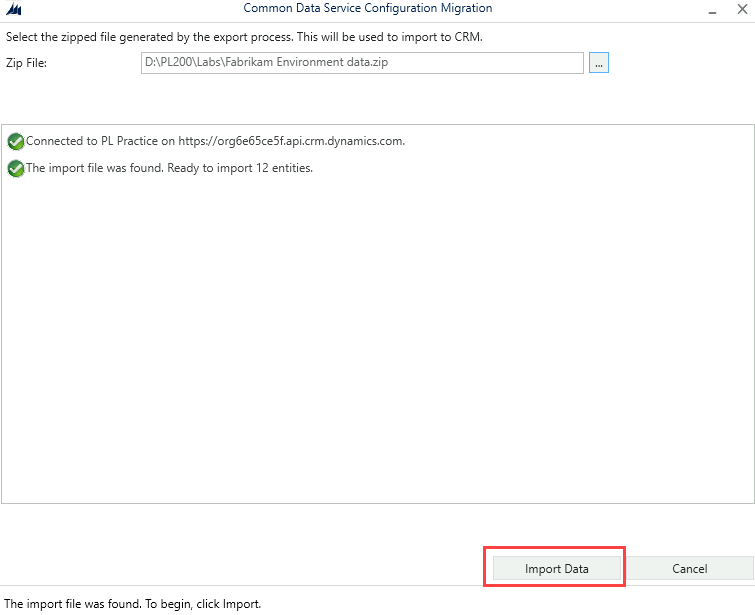 Common Data Service Configuration Migration
Select the zipped file generated by the export process. This will be used to import to CRM.
Zip File:
D:\PL200\Labs\Fabrikam Environment data.zip
...
Connected to PL Practice on https://org6e65ce5f.api.crm.dynamics.com.
The import file was found. Ready to import 12 entities.
Import Data
Cancel
The import file was found. To begin, click Import.